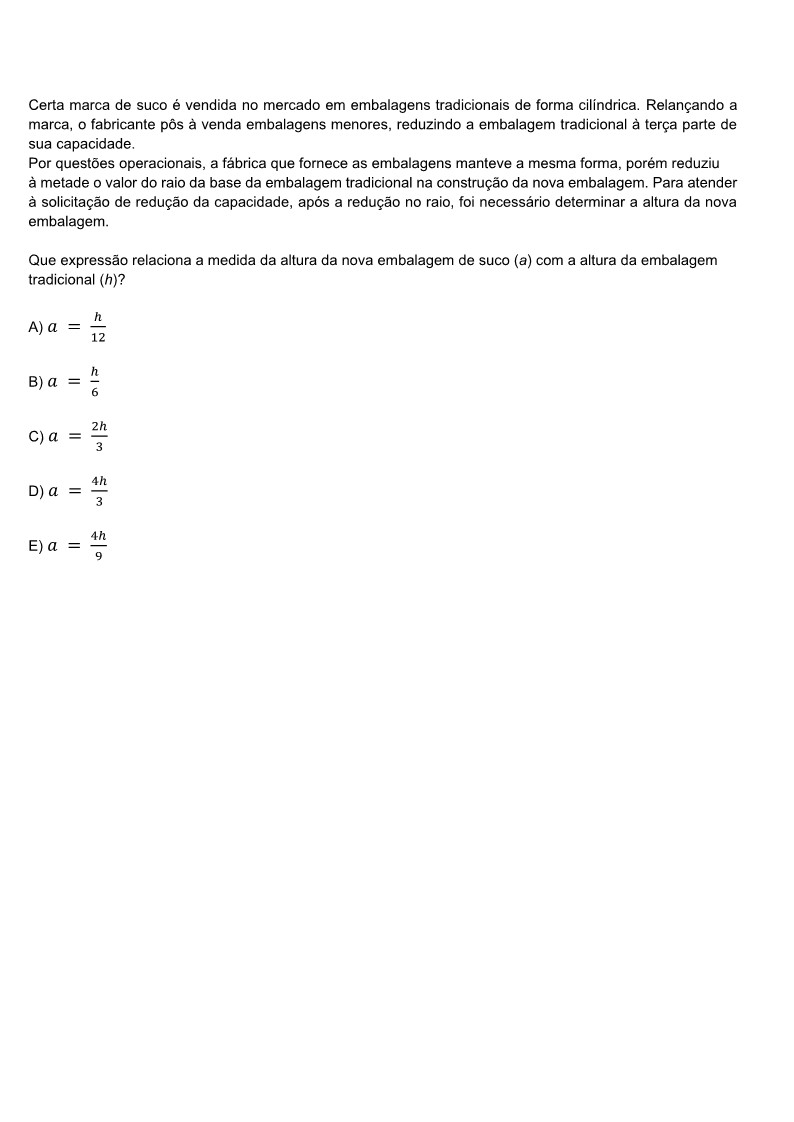 Certa marca de suco é vendida no mercado em embalagens tradicionais de forma cilíndrica. Relançando a
marca, o fabricante pôs à venda embalagens menores, reduzindo a embalagem tradicional à terça parte de
sua capacidade.
Por questões operacionais, a fábrica que fornece as embalagens manteve a mesma forma, porém reduziu
à metade o valor do raio da base da embalagem tradicional na construção da nova embalagem. Para atender
à solicitação de redução da capacidade, após a redução no raio, foi necessário determinar a altura da nova
embalagem.
Que expressão relaciona a medida da altura da nova embalagem de suco (a) com a altura da embalagem
tradicional (h)?
A) a = h/12
B) a = h/6
C) a = 2h/3
D) a = 4h/3
E) a = 4h/9